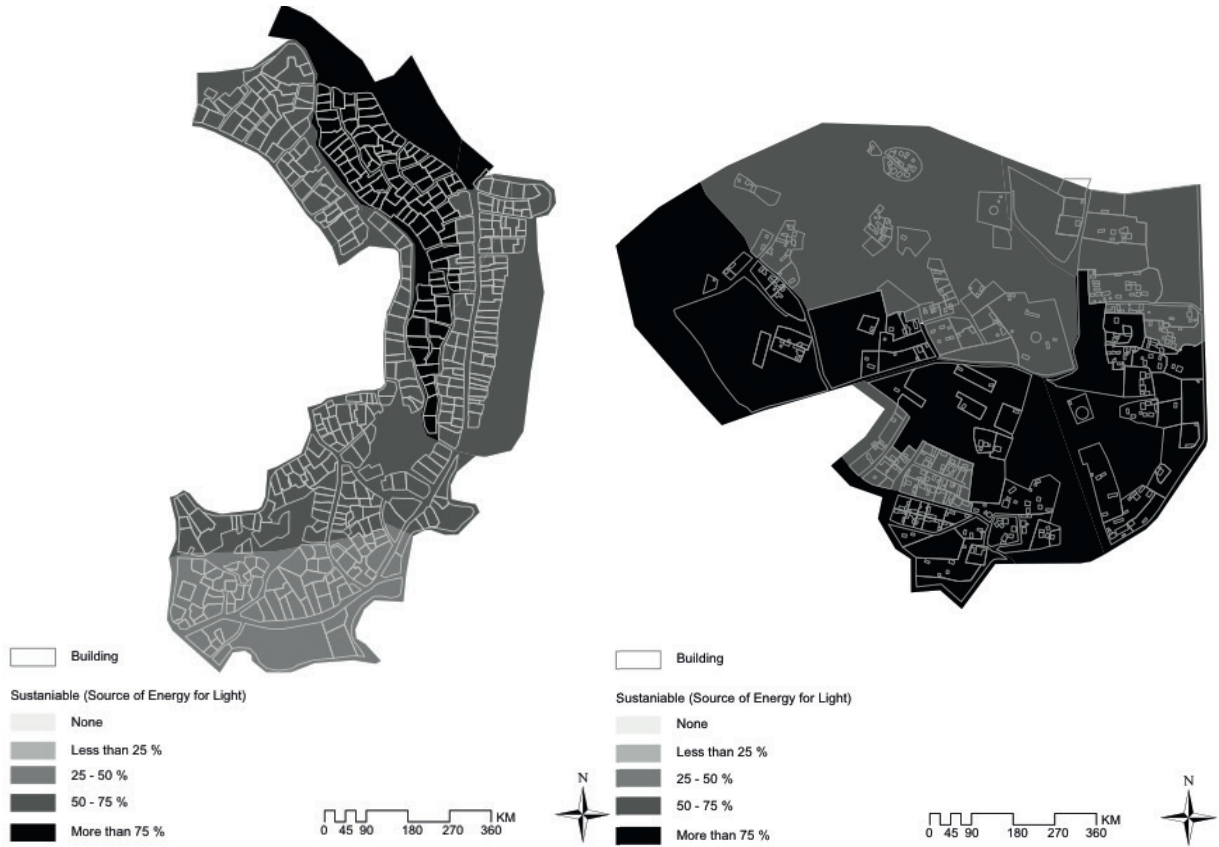 Building
Sustaniable (Source of Energy for Light)
None
Less than 25 %
25 - 50 %
50 - 75 %
More than 75 %
N
KM
0 45 90 180 270 360
Building
Sustaniable (Source of Energy for Light)
None
Less than 25 %
25 - 50 %
50 - 75 %
More than 75 %
N
KM
0 45 90 180 270 360